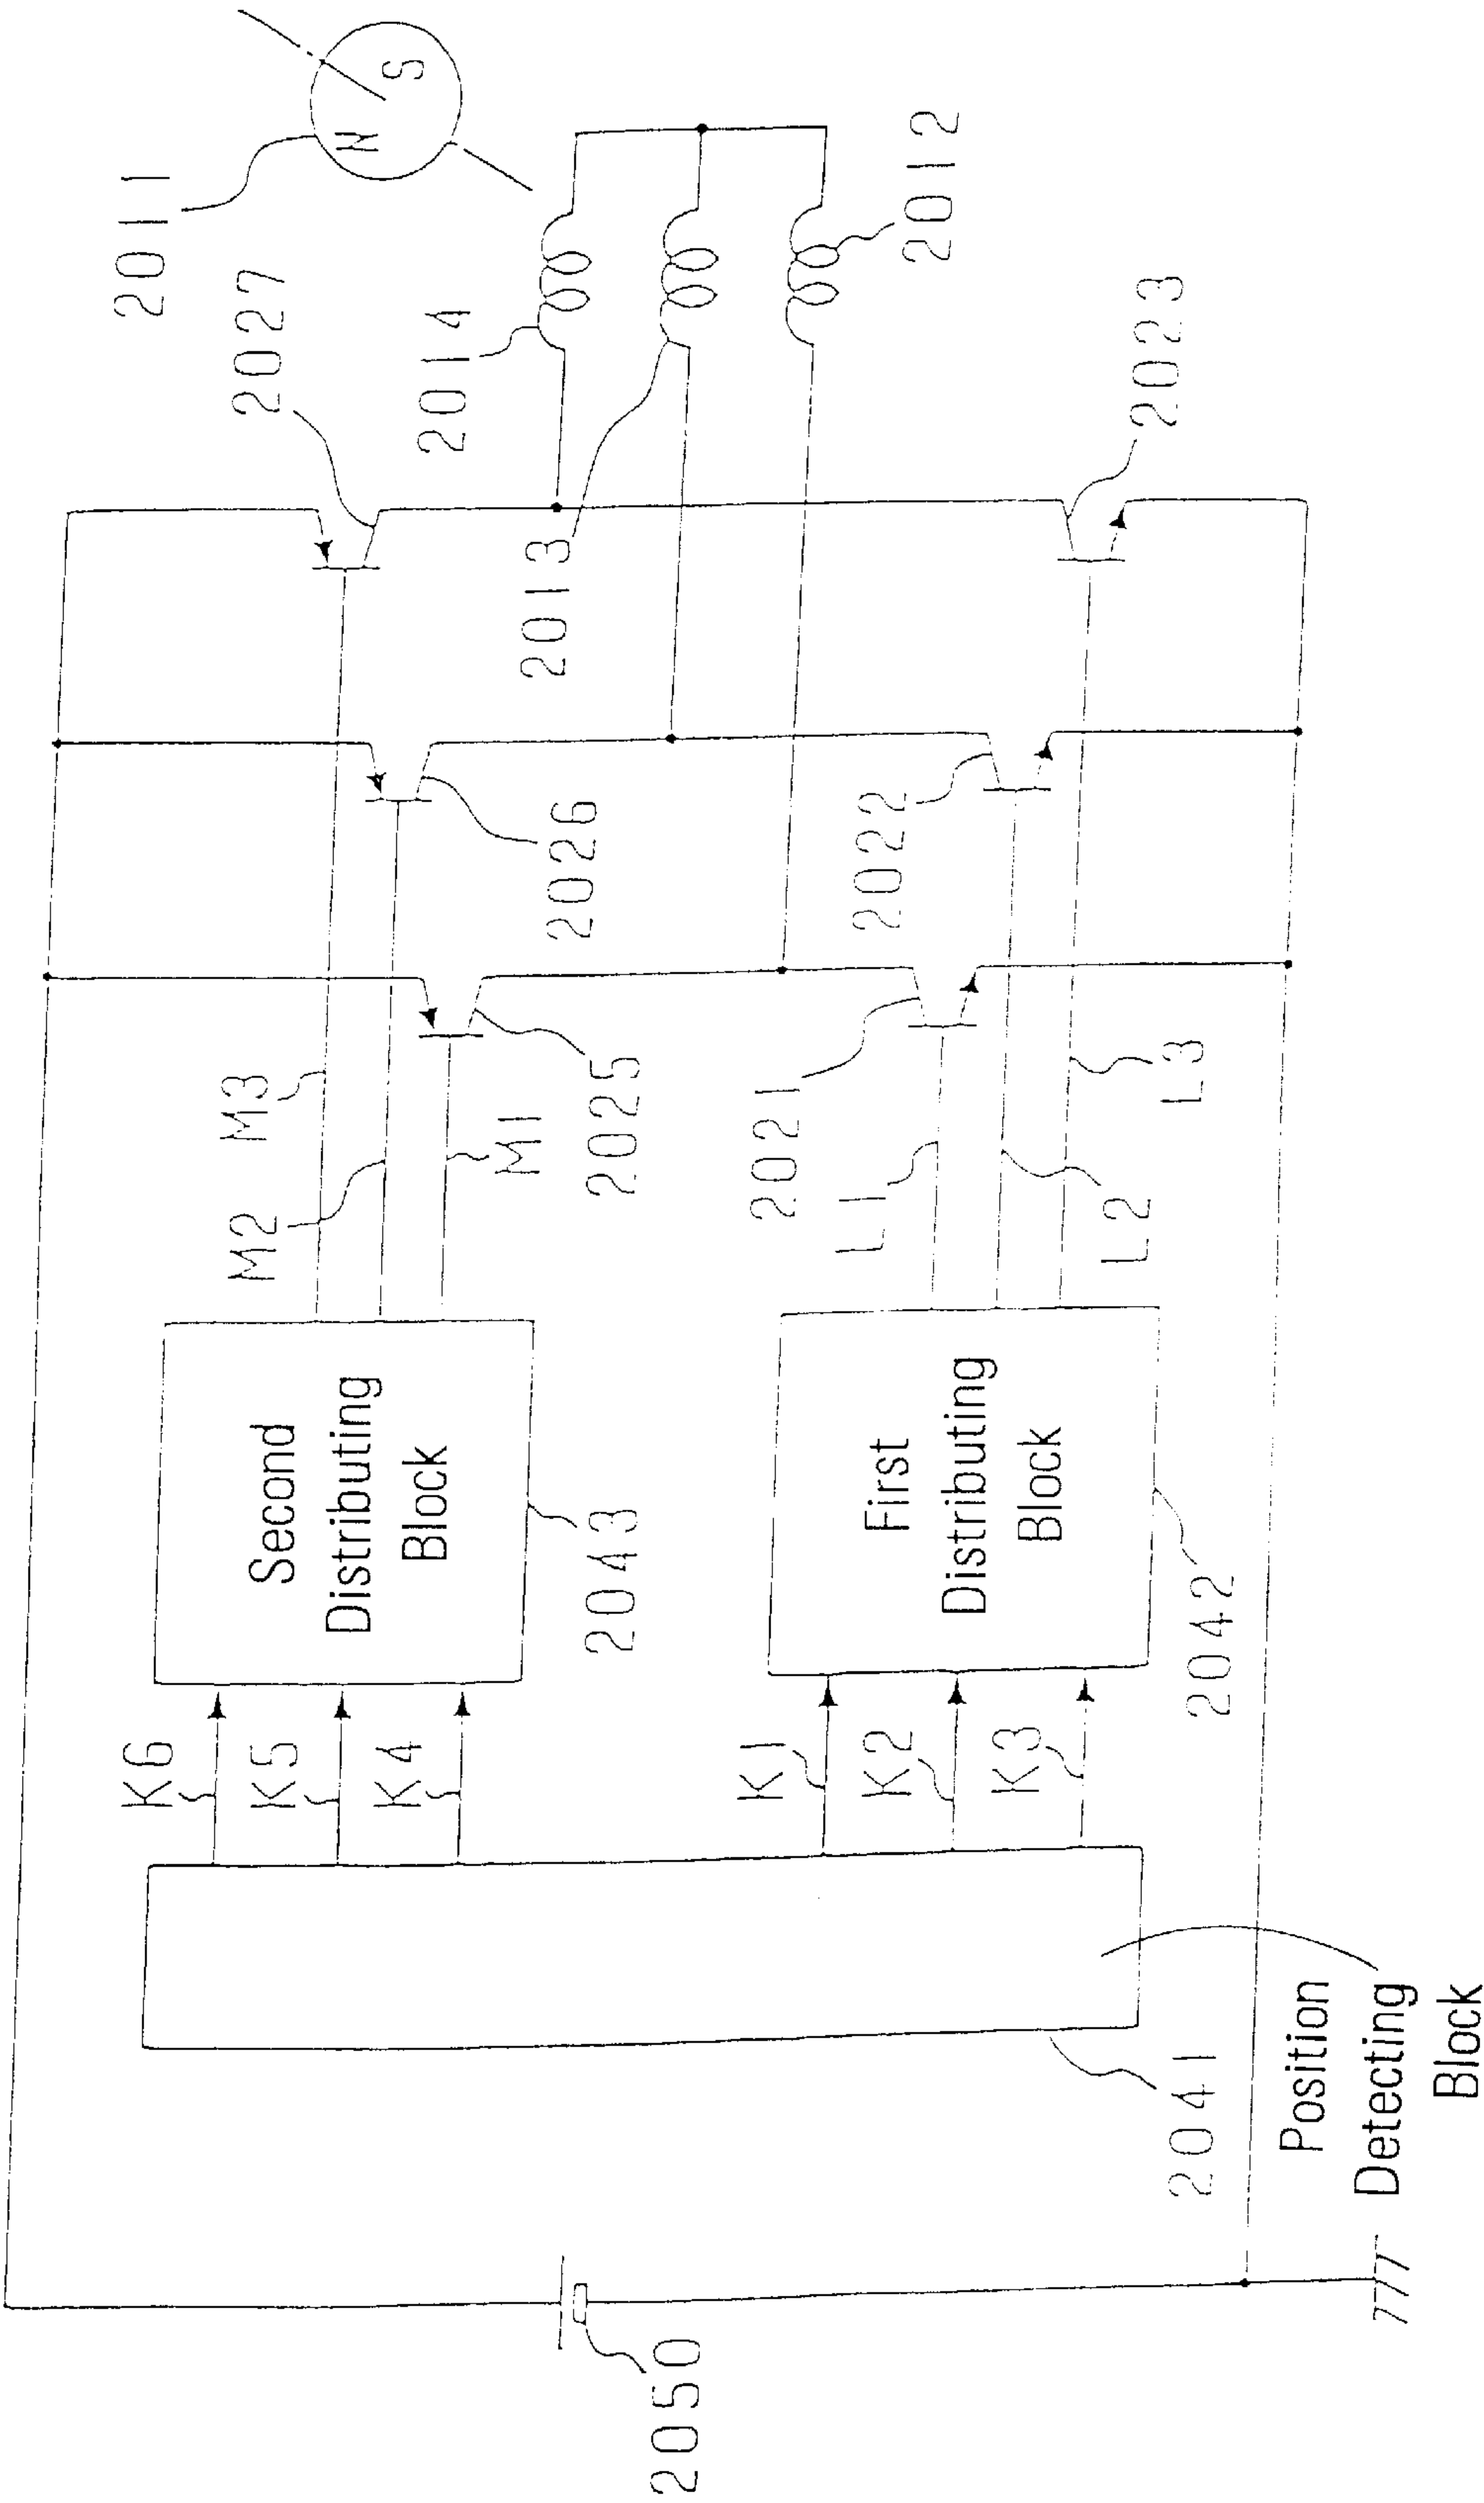 2011
N S
2027
2014
2013
2012
2023
2026
2022
M3
M2
M1
2025
2021
L1
L3
L2
Second
Distributing
Block
2043
First
Distributing
Block
2042
K6
K5
K4
K1
K2
K3
2041
Position
Detecting
Block
2050